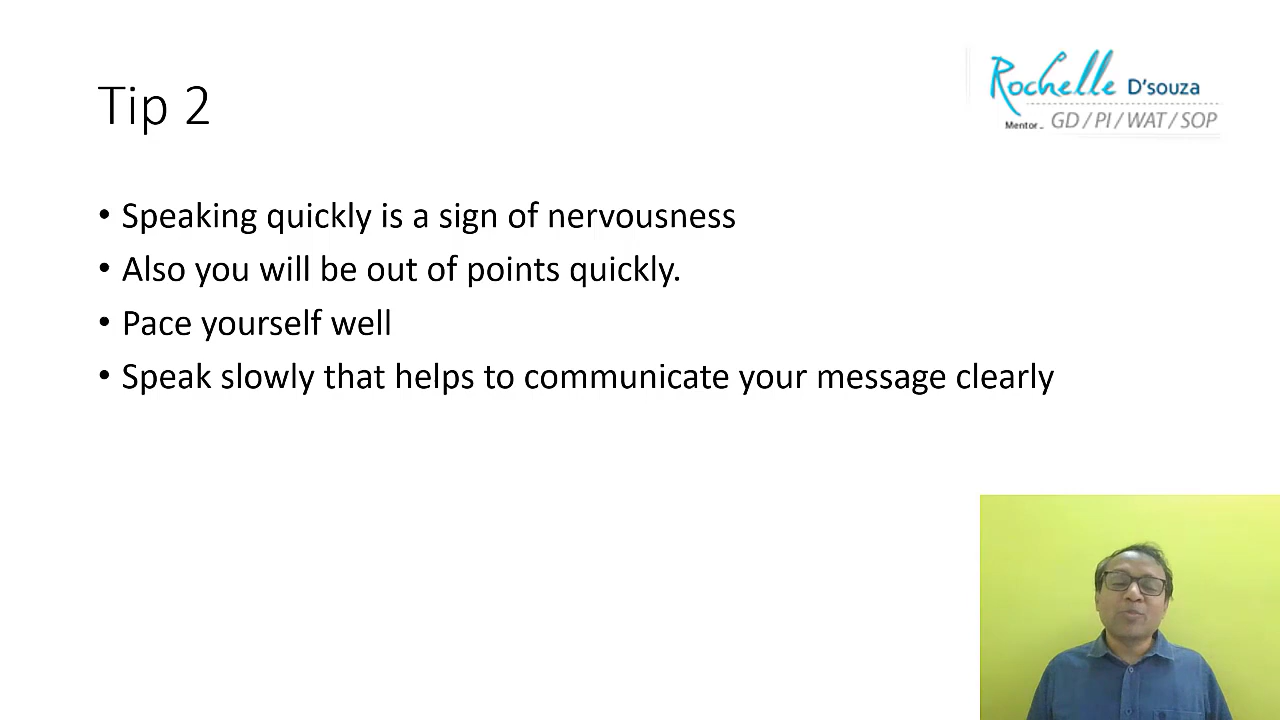 Tip 2
Rochelle D'souza
Mentor.. GD / PI / WAT / SOP
• Speaking quickly is a sign of nervousness
• Also you will be out of points quickly.
• Pace yourself well
• Speak slowly that helps to communicate your message clearly